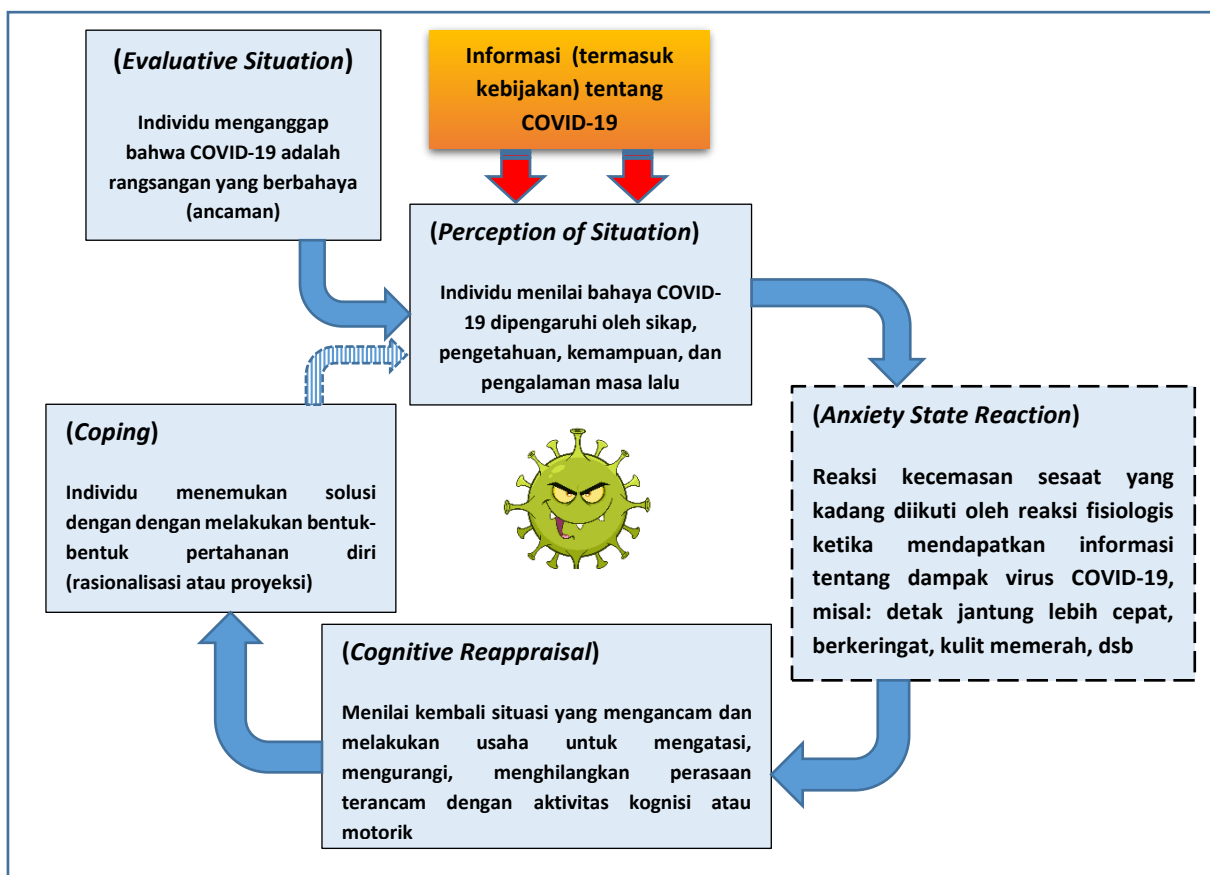 (Evaluative Situation)
Individu menganggap
bahwa COVID-19 adalah
rangsangan yang berbahaya
(ancaman)
Informasi (termasuk
kebijakan) tentang
COVID-19
(Perception of Situation)
Individu menilai bahaya COVID-
19 dipengaruhi oleh sikap,
pengetahuan, kemampuan, dan
pengalaman masa lalu
(Anxiety State Reaction)
Reaksi kecemasan sesaat yang
kadang diikuti oleh reaksi fisiologis
ketika mendapatkan informasi
tentang dampak virus COVID-19,
misal: detak jantung lebih cepat,
berkeringat, kulit memerah, dsb
(Cognitive Reappraisal)
Menilai kembali situasi yang mengancam dan
melakukan usaha untuk mengatasi,
mengurangi, menghilangkan perasaan
terancam dengan aktivitas kognisi atau
motorik
(Coping)
Individu menemukan solusi
dengan dengan melakukan bentuk-
bentuk pertahanan diri
(rasionalisasi atau proyeksi)